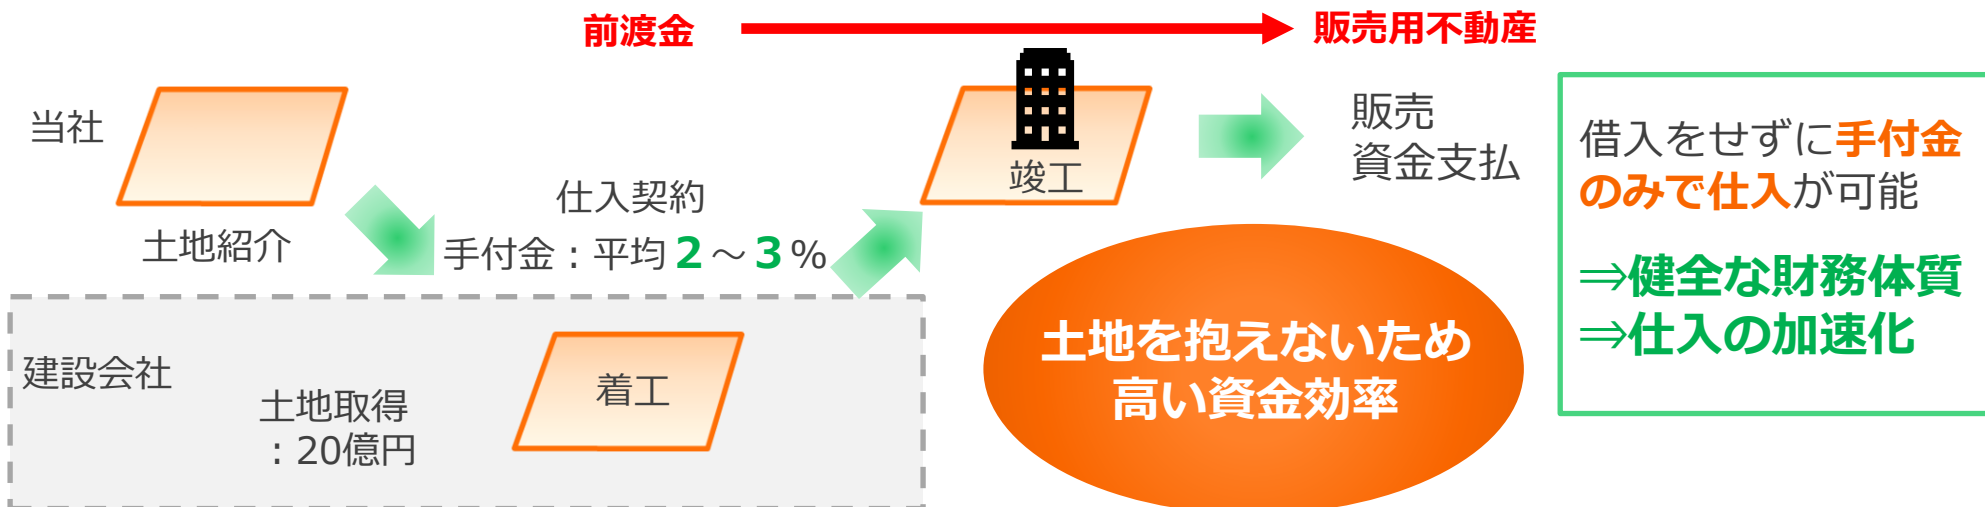 前渡金
販売用不動産
当社
土地紹介
仕入契約
手付金：平均２～３％
竣工
販売
資金支払
建設会社
土地取得
：20億円
着工
土地を抱えないため
高い資金効率
借入をせずに手付金
のみで仕入が可能
⇒健全な財務体質
⇒仕入の加速化